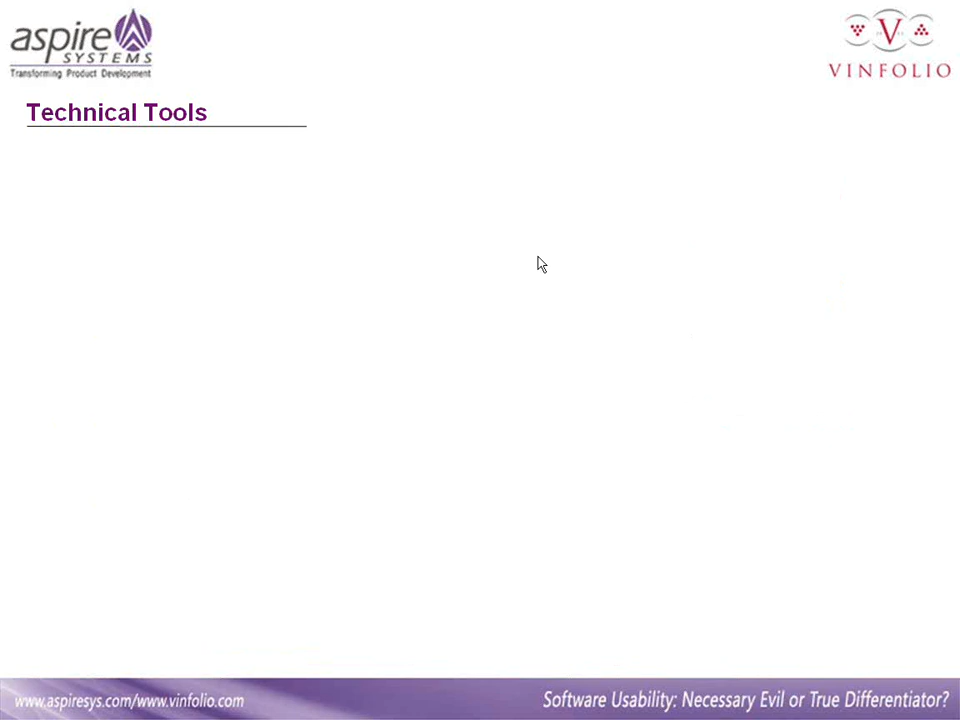 aspire
SYSTEMS
Transforming Product Development
V
VINFOLIO
Technical Tools
www.aspiresys.com/www.vinfolio.com
Software Usability: Necessary Evil or True Differentiator?